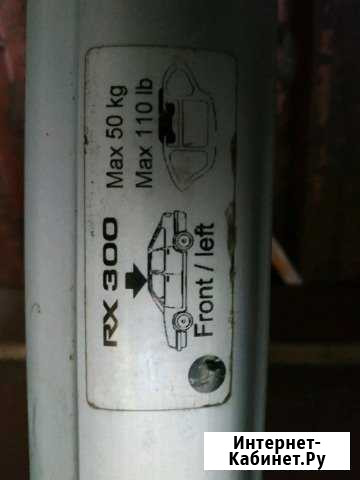 RX 300
Max 50 kg
Max 110 lb
Front / left
Интернет-
Кабинет.Ру